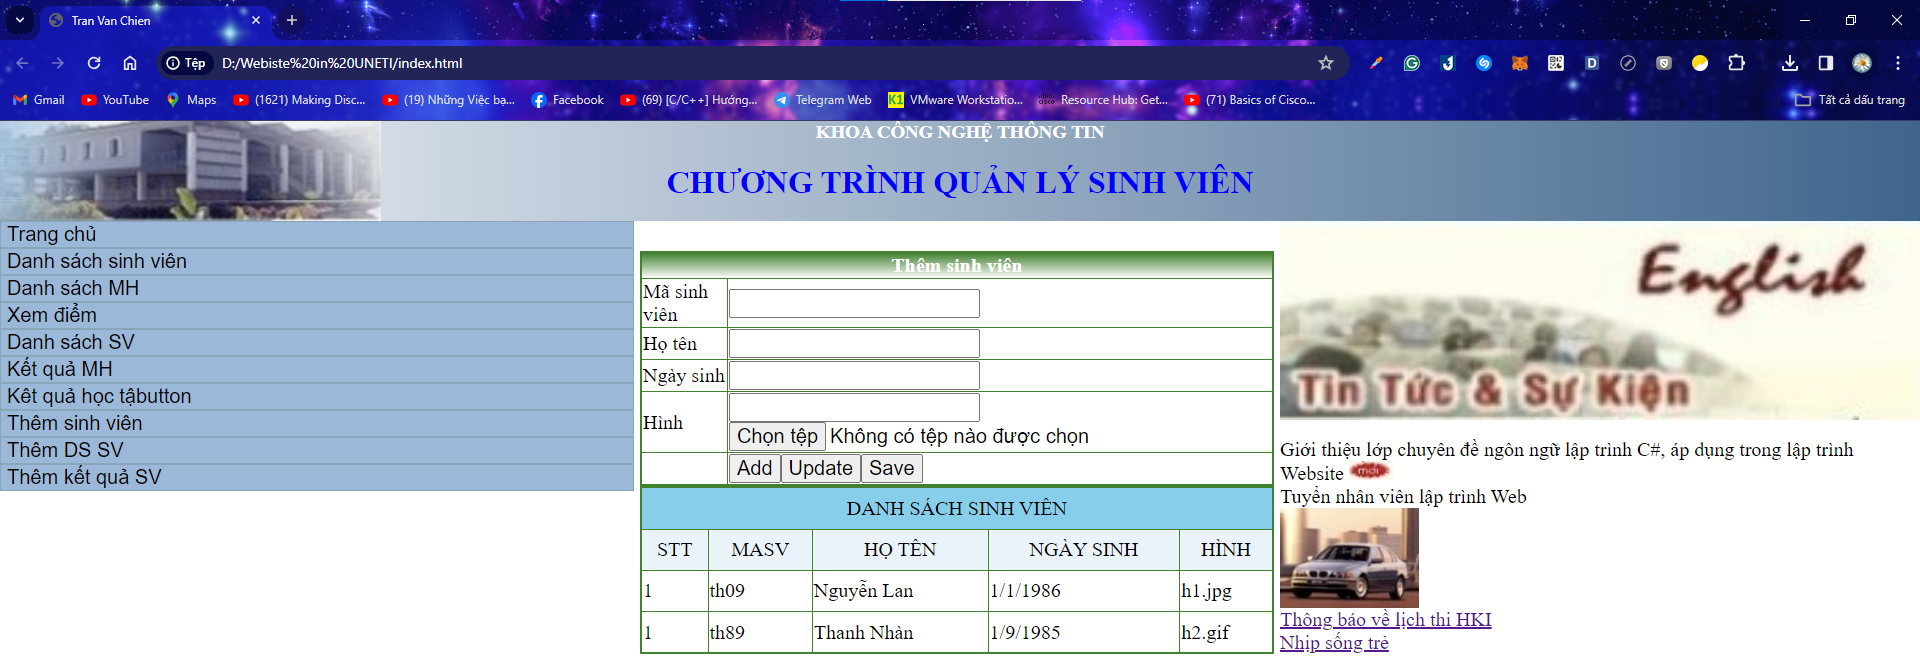 Tran Van Chien
Tệp D:/Webiste%20in%20UNETI/index.html
Gmail YouTube Maps (1621) Making Disc... (19) Những Việc bạ... Facebook (69) [C/C++] Hướng... Telegram Web K1 VMware Workstatio... Resource Hub: Get... (71) Basics of Cisco... Tất cả dấu trang
KHOA CÔNG NGHỆ THÔNG TIN
CHƯƠNG TRÌNH QUẢN LÝ SINH VIÊN
Trang chủ
Danh sách sinh viên
Danh sách MH
Xem điểm
Danh sách SV
Kết quả MH
Kêt quả học tậbutton
Thêm sinh viên
Thêm DS SV
Thêm kết quả SV
Thêm sinh viên
Mã sinh
viên
Họ tên
Ngày sinh
Hình
Chọn tệp Không có tệp nào được chọn
Add Update Save
DANH SÁCH SINH VIÊN
STT MASV HỌ TÊN NGÀY SINH HÌNH
1 th09 Nguyễn Lan 1/1/1986 h1.jpg
1 th89 Thanh Nhàn 1/9/1985 h2.gif
English
Tin Tức & Sự Kiện
Giới thiệu lớp chuyên đề ngôn ngữ lập trình C#, áp dụng trong lập trình
Website mới
Tuyển nhân viên lập trình Web
Thông báo về lịch thi HKI
Nhịp sống trẻ